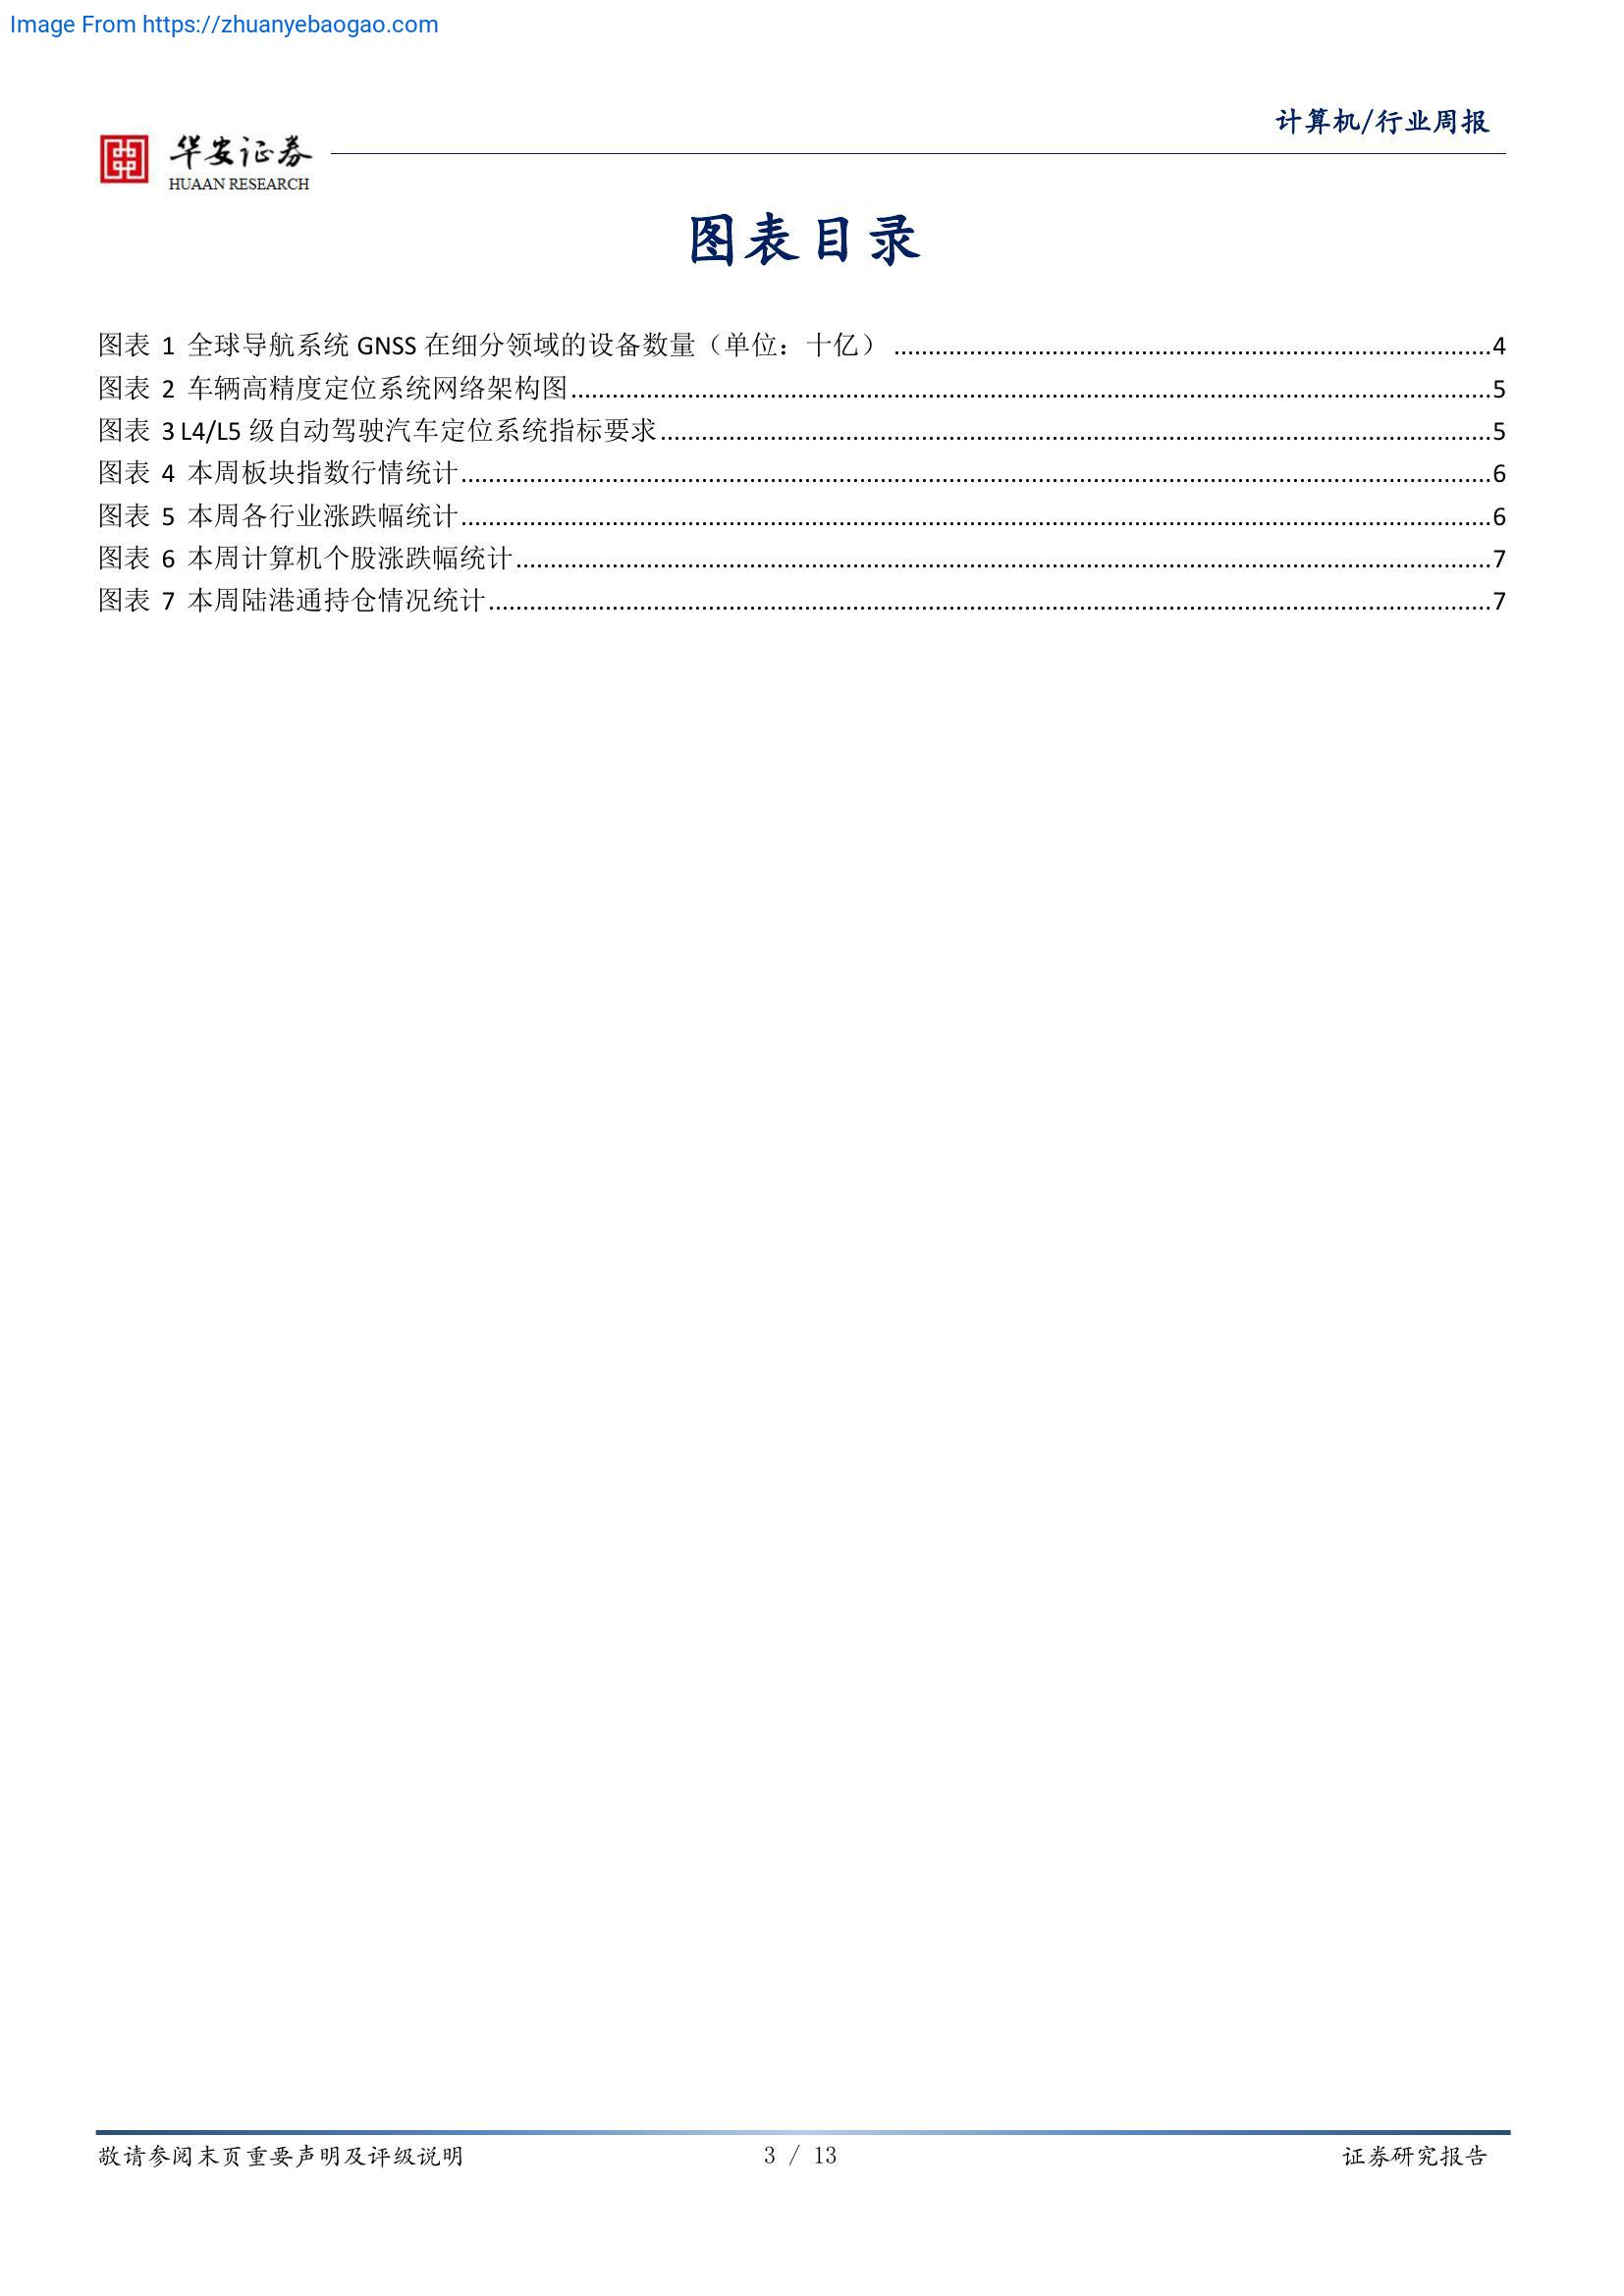 Image From https://zhuanyebaogao.com
计算机/行业周报
华安证券
HUAAN RESEARCH
图表目录
图表 1 全球导航系统 GNSS 在细分领域的设备数量（单位：十亿） ........................................................................................4
图表 2 车辆高精度定位系统网络架构图........................................................................................................................................5
图表 3 L4/L5 级自动驾驶汽车定位系统指标要求..........................................................................................................................5
图表 4 本周板块指数行情统计........................................................................................................................................................6
图表 5 本周各行业涨跌幅统计........................................................................................................................................................6
图表 6 本周计算机个股涨跌幅统计................................................................................................................................................7
图表 7 本周陆港通持仓情况统计....................................................................................................................................................7
敬请参阅末页重要声明及评级说明
3 / 13
证券研究报告